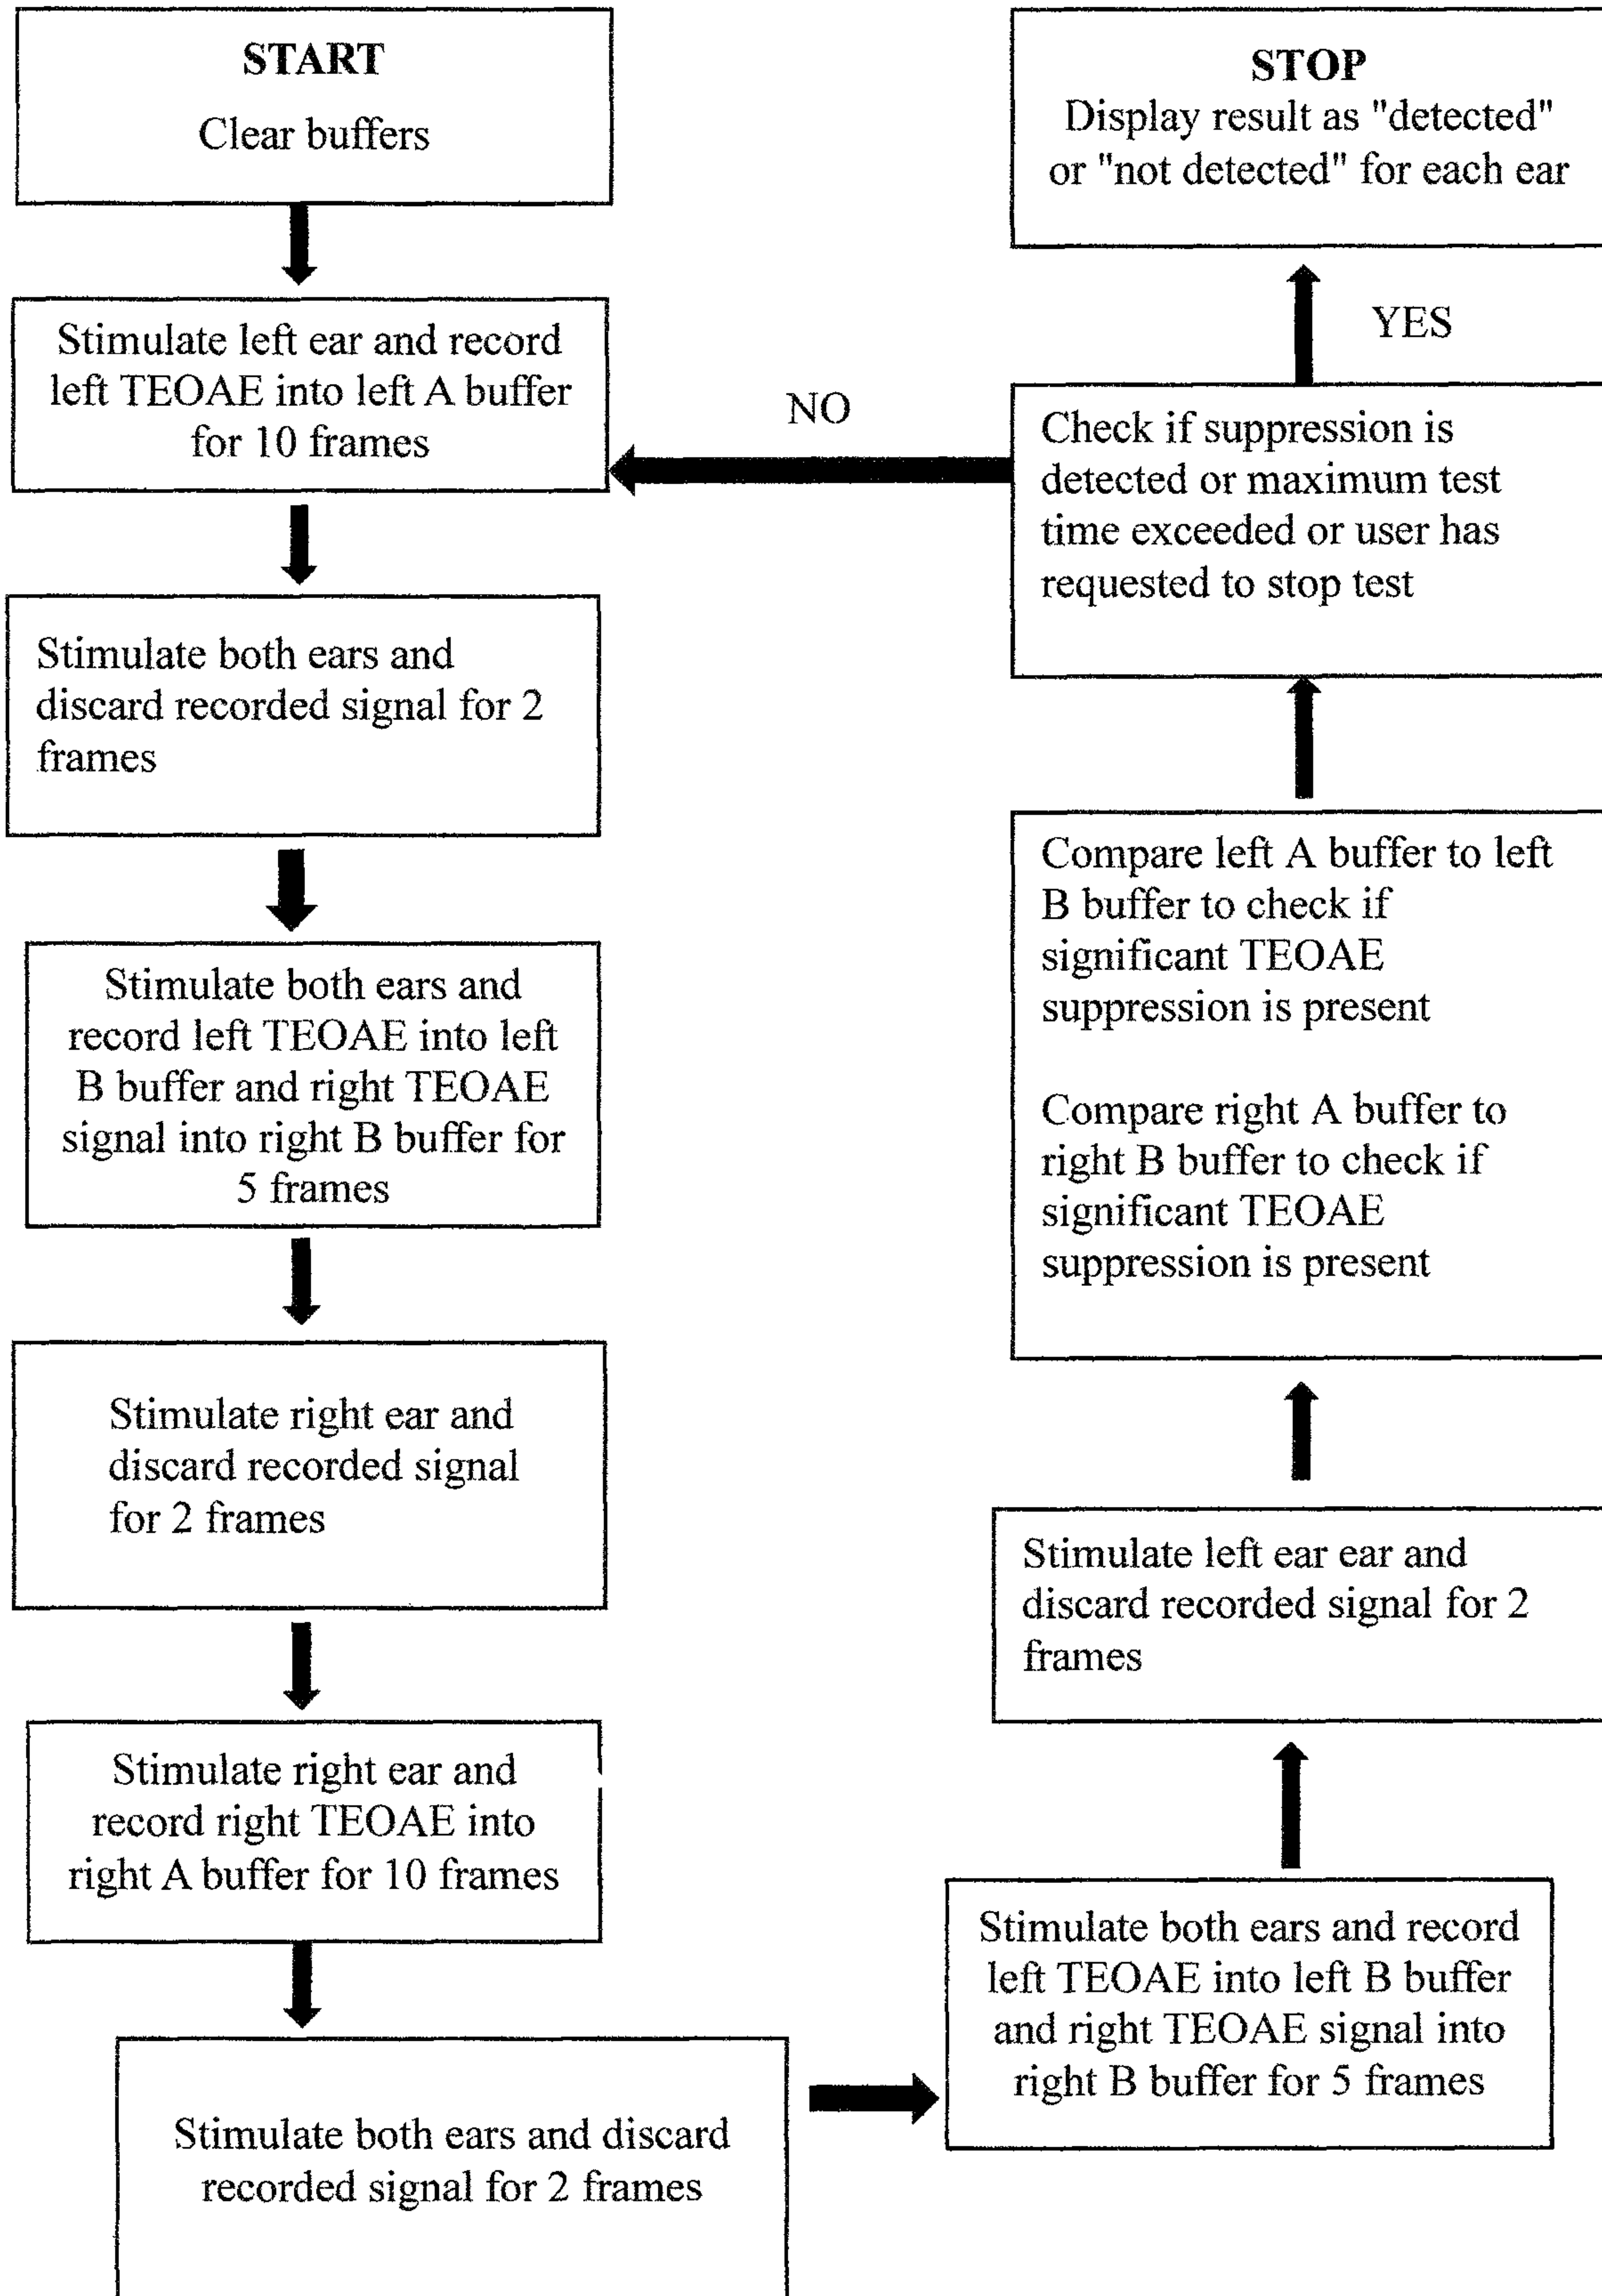 START
Clear buffers
Stimulate left ear and record
left TEOAE into left A buffer
for 10 frames
Stimulate both ears and
discard recorded signal for 2
frames
Stimulate both ears and
record left TEOAE into left
B buffer and right TEOAE
signal into right B buffer for
5 frames
Stimulate right ear and
discard recorded signal
for 2 frames
Stimulate right ear and
record right TEOAE into
right A buffer for 10 frames
Stimulate both ears and discard
recorded signal for 2 frames
Stimulate both ears and record
left TEOAE into left B buffer
and right TEOAE signal into
right B buffer for 5 frames
Stimulate left ear ear and
discard recorded signal for 2
frames
Compare left A buffer to left
B buffer to check if
significant TEOAE
suppression is present
Compare right A buffer to
right B buffer to check if
significant TEOAE
suppression is present
Check if suppression is
detected or maximum test
time exceeded or user has
requested to stop test
NO
YES
STOP
Display result as "detected"
or "not detected" for each ear